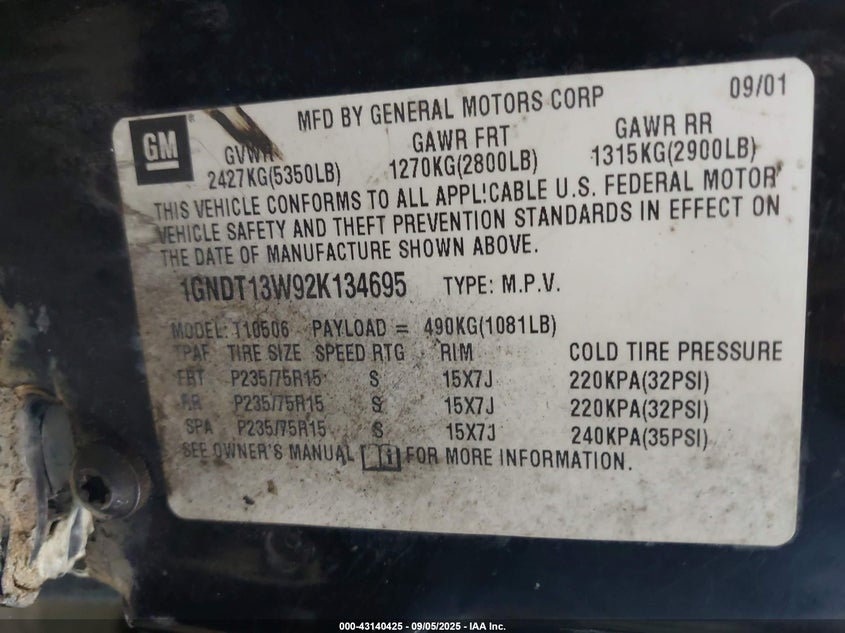 09/01
MFD BY GENERAL MOTORS CORP
GM
GVWR GAWR FRT GAWR RR
2427KG(5350LB) 1270KG(2800LB) 1315KG(2900LB)
THIS VEHICLE CONFORMS TO ALL APPLICABLE U.S. FEDERAL MOTOR
VEHICLE SAFETY AND THEFT PREVENTION STANDARDS IN EFFECT ON
THE DATE OF MANUFACTURE SHOWN ABOVE.
1GNDT13W92K134695 TYPE: M.P.V.
MODEL: T10506 PAYLOAD = 490KG(1081LB)
TPAF TIRE SIZE SPEED RTG RIM COLD TIRE PRESSURE
FRT P235/75R15 S 15X7J 220KPA(32PSI)
RR P235/75R15 S 15X7J 220KPA(32PSI)
SPA P235/75R15 S 15X7J 240KPA(35PSI)
SEE OWNER'S MANUAL FOR MORE INFORMATION.
000-43140425 - 09/05/2025 - IAA Inc.